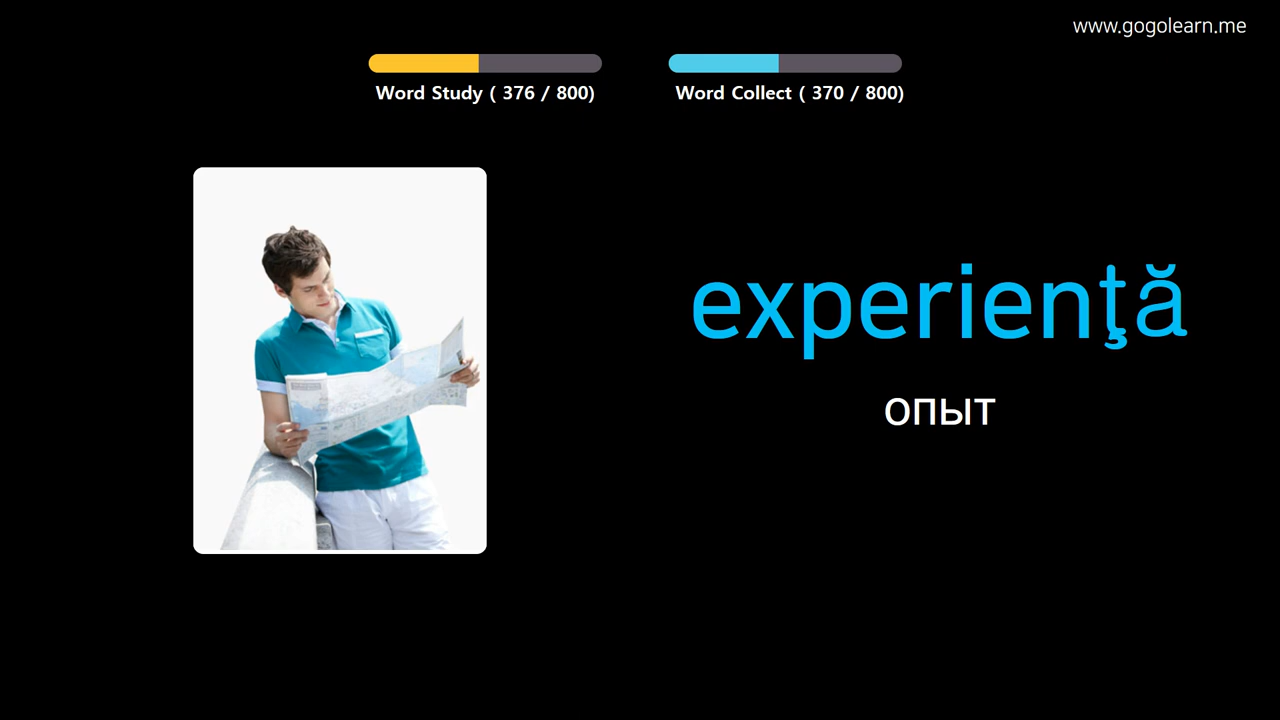 www.gogolearn.me
Word Study ( 376 / 800)
Word Collect ( 370 / 800)
experienţă
опыт